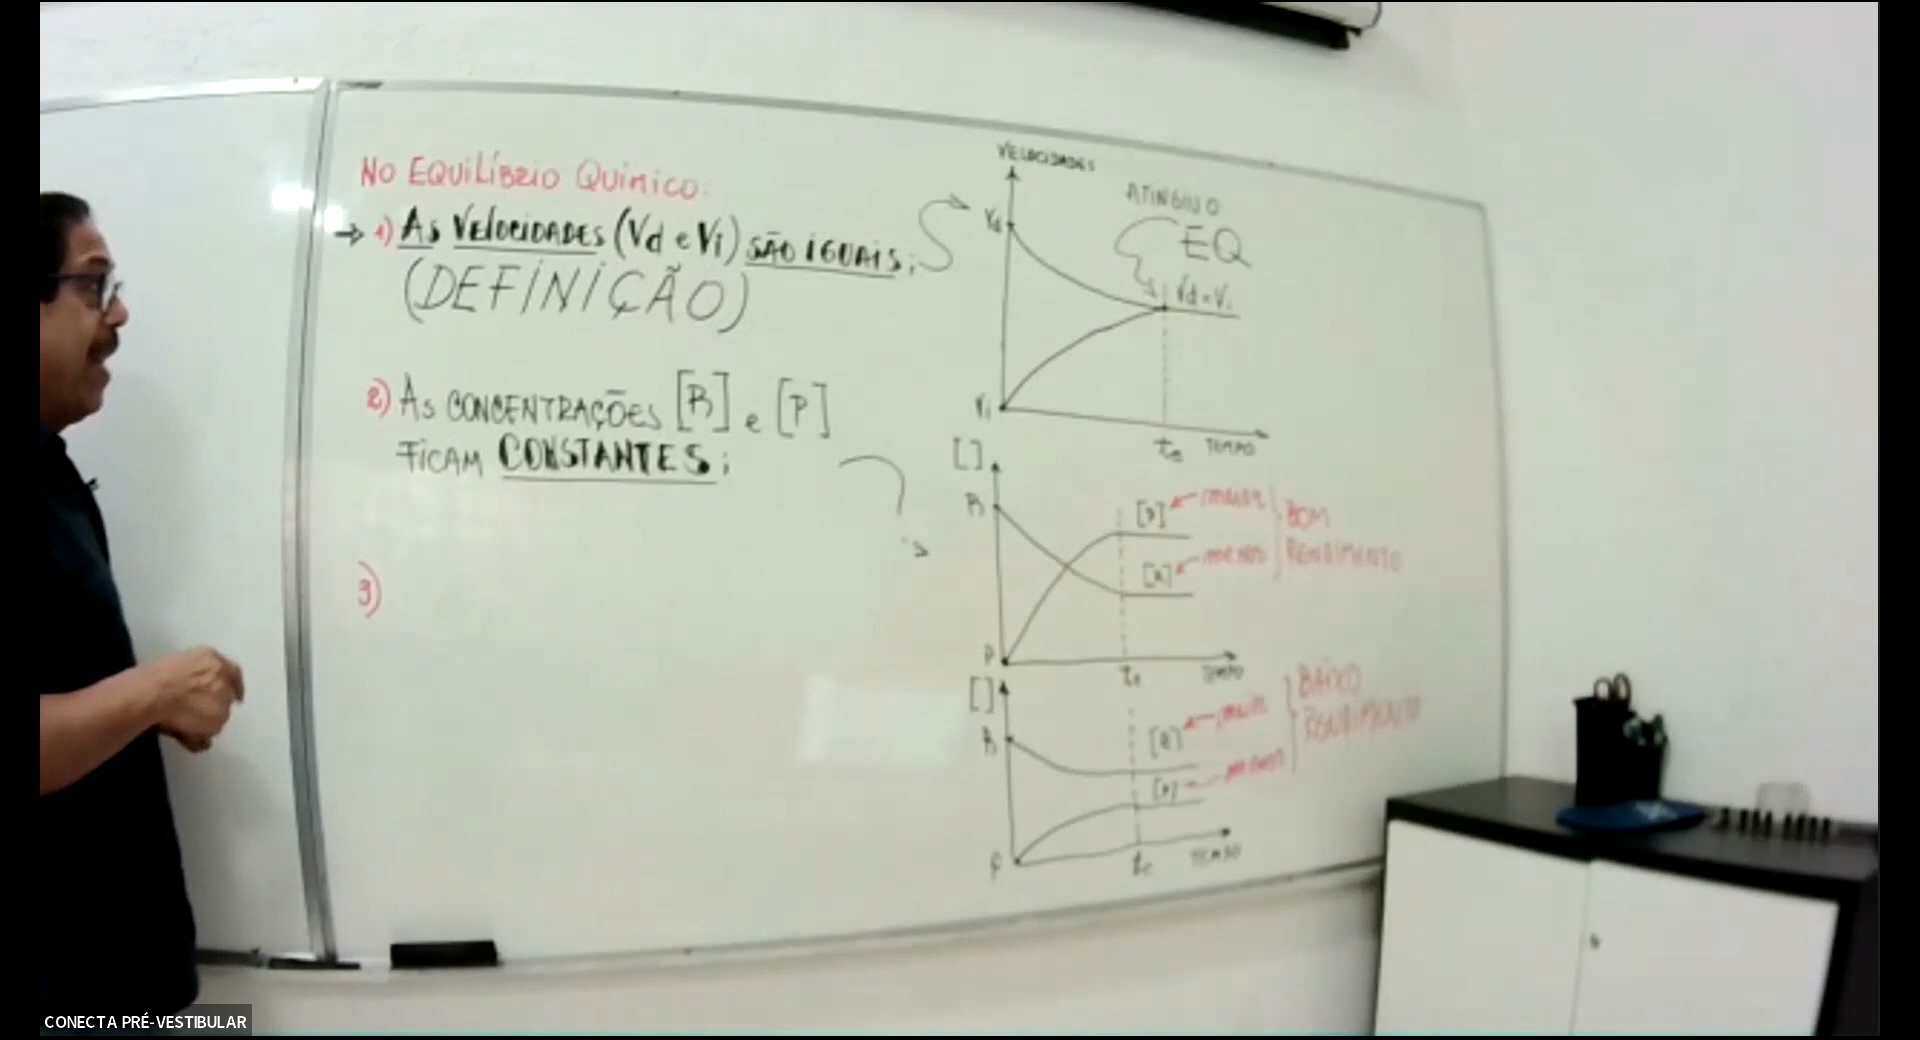 NO EQUILÍBRIO QUÍMICO:
→ 1) AS VELOCIDADES (Vd e Vi) SÃO IGUAIS;
(DEFINIÇÃO)
2) AS CONCENTRAÇÕES [R] e [P]
FICAM CONSTANTES;
3)
VELOCIDADES
Vd
ATINGIU O
EQ
Vd = Vi
Vi
te
TEMPO
[ ]
R
[P] maior
BOM
RENDIMENTO
[R] menor
P
te
TEMPO
[ ]
R
[R] maior
BAIXO
RENDIMENTO
[P] menor
P
te
TEMPO
CONECTA PRÉ-VESTIBULAR